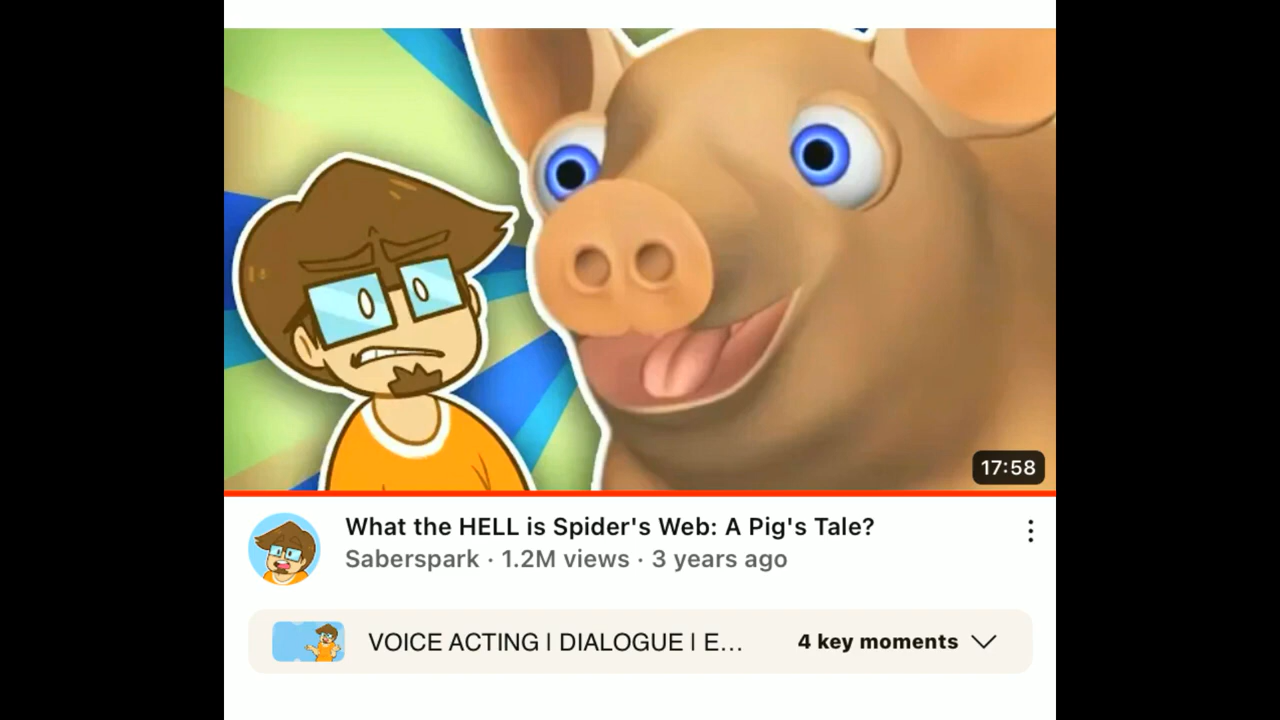 17:58
What the HELL is Spider's Web: A Pig's Tale?
Saberspark · 1.2M views · 3 years ago
VOICE ACTING | DIALOGUE | E... 4 key moments